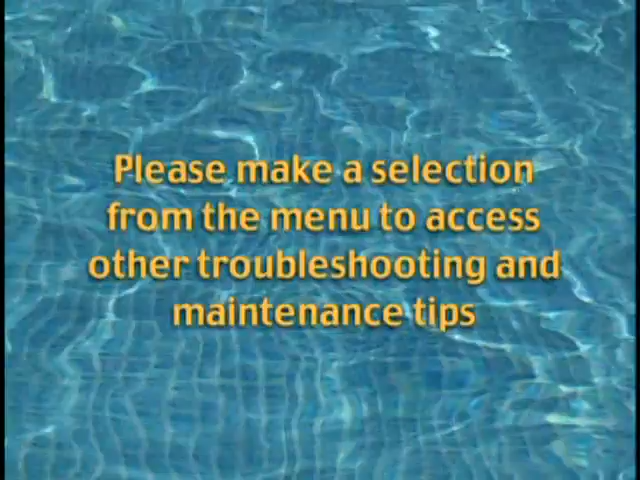 Please make a selection
from the menu to access
other troubleshooting and
maintenance tips